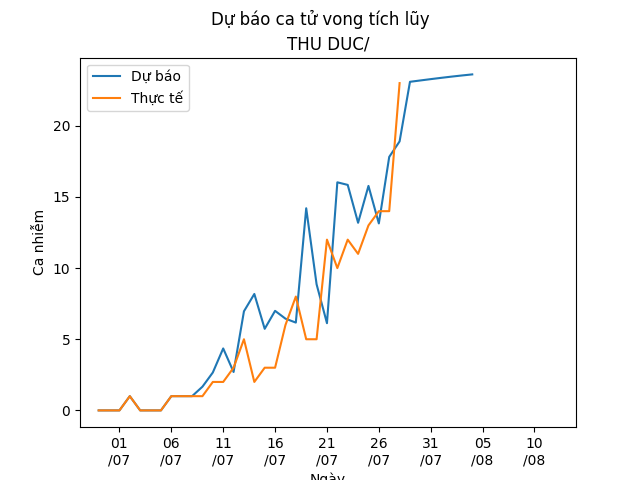 Dự báo ca tử vong tích lũy
THU DUC/
Dự báo
Thực tế
Ca nhiễm
20
15
10
5
0
01 06 11 16 21 26 31 05 10
/07 /07 /07 /07 /07 /07 /07 /08 /08
Ngày